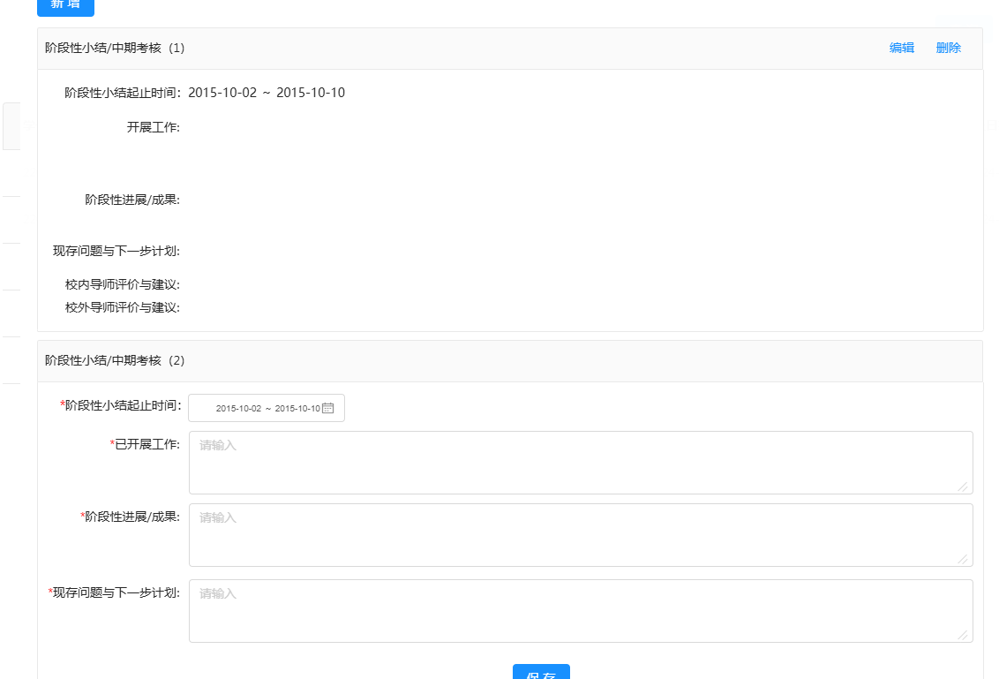 新 增
阶段性小结/中期考核（1） 编辑 删除
阶段性小结起止时间： 2015-10-02 ~ 2015-10-10
开展工作:
阶段性进展/成果:
现存问题与下一步计划:
校内导师评价与建议:
校外导师评价与建议:
阶段性小结/中期考核（2）
*阶段性小结起止时间： 2015-10-02 ~ 2015-10-10
*已开展工作: 请输入
*阶段性进展/成果: 请输入
*现存问题与下一步计划: 请输入
保 存